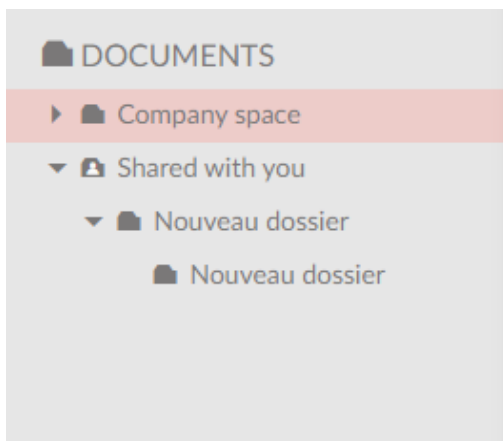 DOCUMENTS
Company space
Shared with you
Nouveau dossier
Nouveau dossier